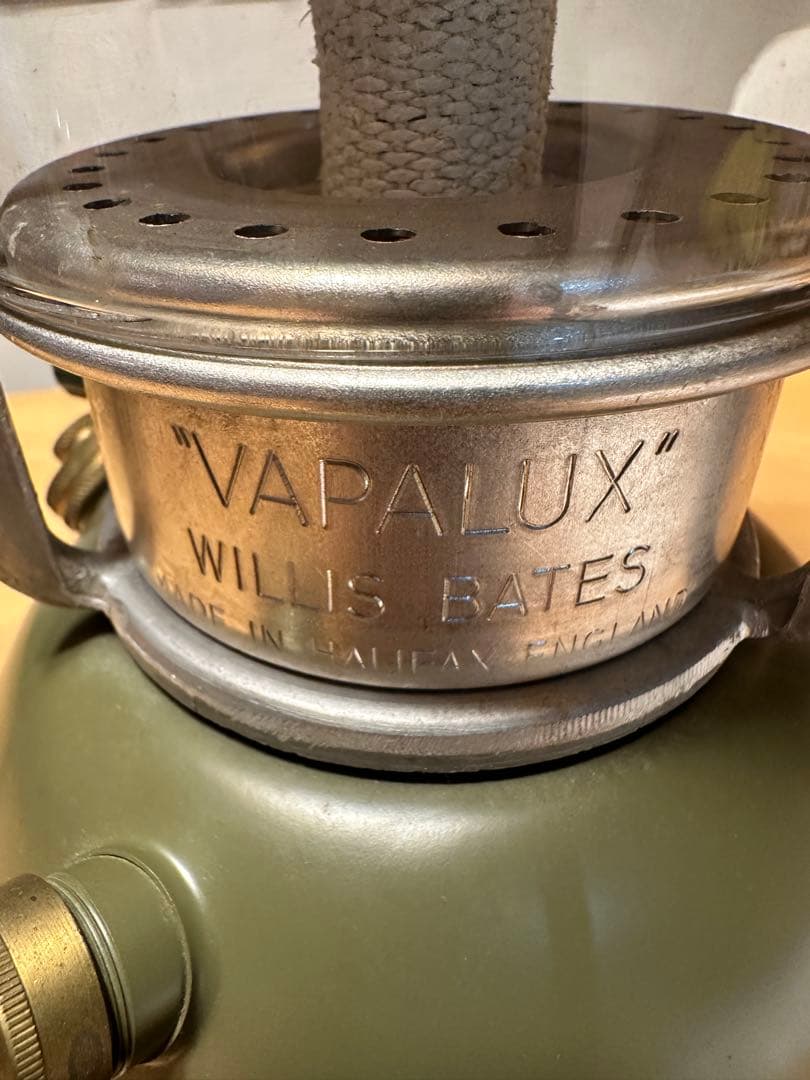 "VAPALUX"
WILLIS BATES
MADE IN HALIFAX ENGLAND